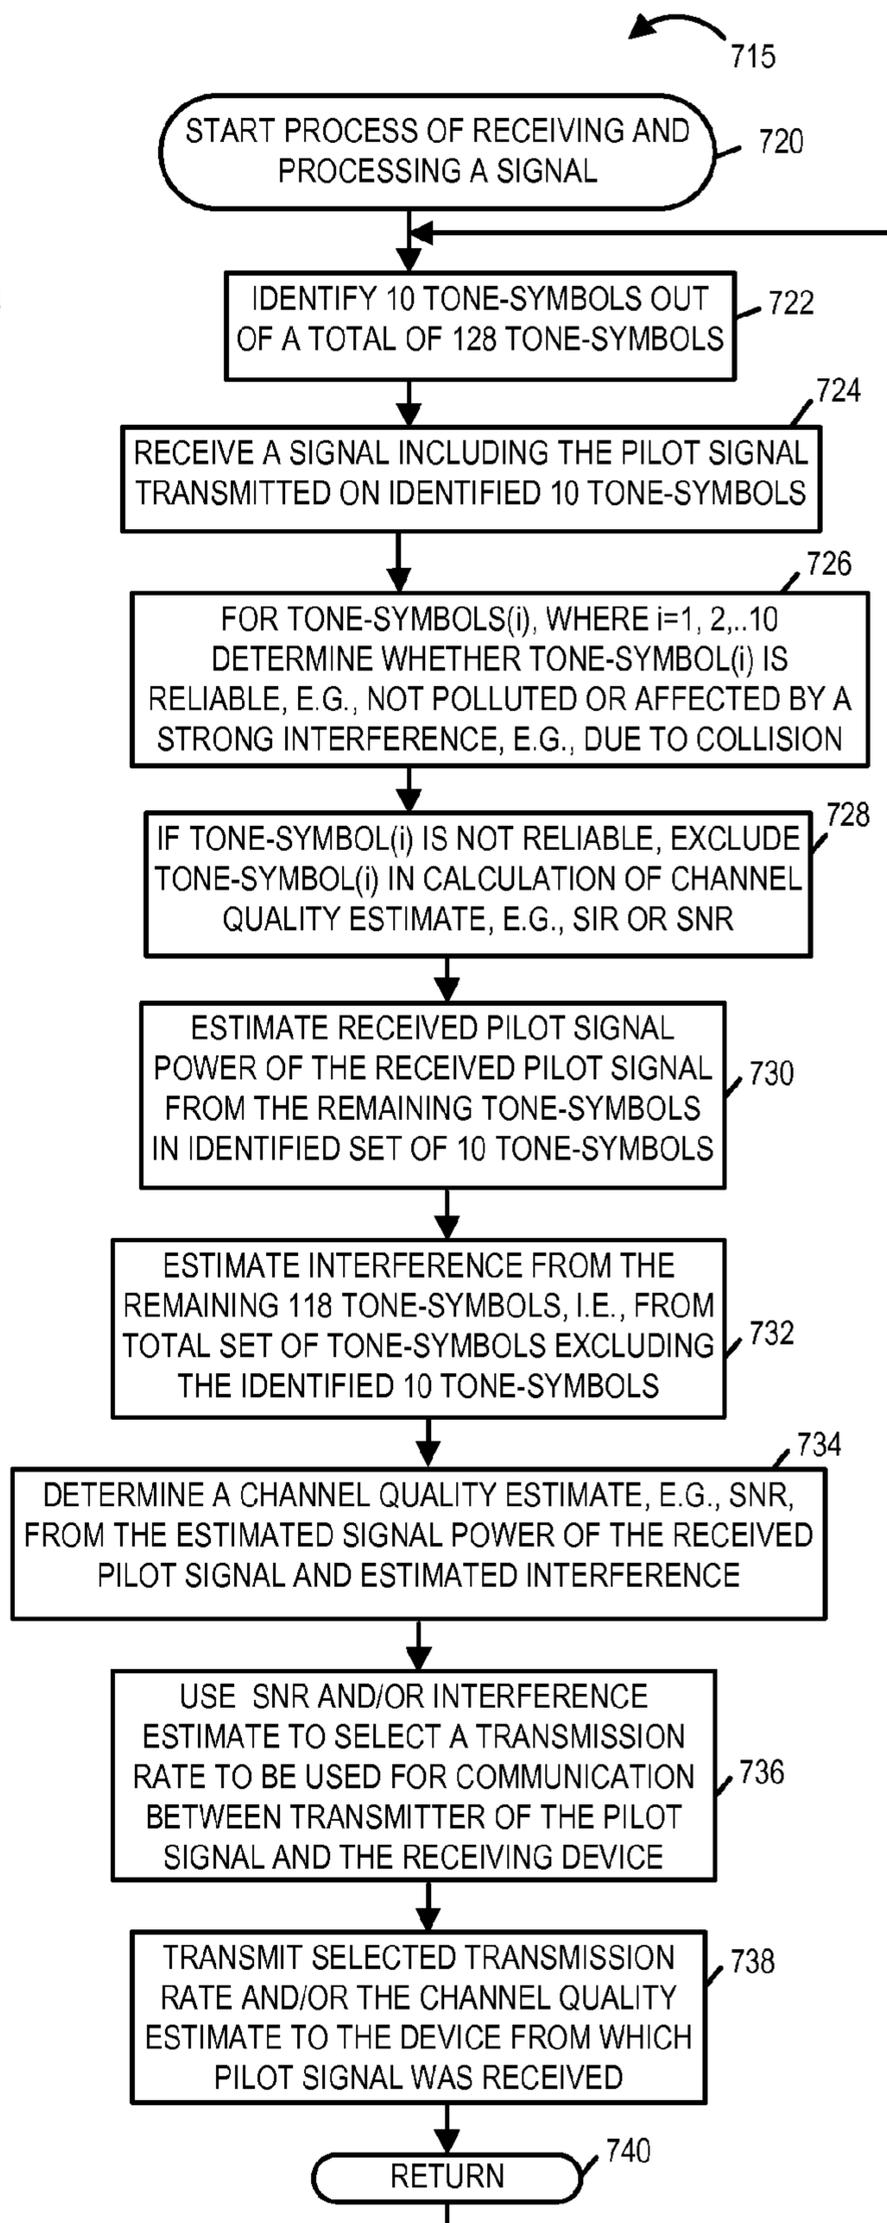 715
START PROCESS OF RECEIVING AND
PROCESSING A SIGNAL
720
IDENTIFY 10 TONE-SYMBOLS OUT
OF A TOTAL OF 128 TONE-SYMBOLS
722
724
RECEIVE A SIGNAL INCLUDING THE PILOT SIGNAL
TRANSMITTED ON IDENTIFIED 10 TONE-SYMBOLS
726
FOR TONE-SYMBOLS(i), WHERE i=1, 2,..10
DETERMINE WHETHER TONE-SYMBOL(i) IS
RELIABLE, E.G., NOT POLLUTED OR AFFECTED BY A
STRONG INTERFERENCE, E.G., DUE TO COLLISION
728
IF TONE-SYMBOL(i) IS NOT RELIABLE, EXCLUDE
TONE-SYMBOL(i) IN CALCULATION OF CHANNEL
QUALITY ESTIMATE, E.G., SIR OR SNR
ESTIMATE RECEIVED PILOT SIGNAL
POWER OF THE RECEIVED PILOT SIGNAL
FROM THE REMAINING TONE-SYMBOLS
IN IDENTIFIED SET OF 10 TONE-SYMBOLS
730
ESTIMATE INTERFERENCE FROM THE
REMAINING 118 TONE-SYMBOLS, I.E., FROM
TOTAL SET OF TONE-SYMBOLS EXCLUDING
THE IDENTIFIED 10 TONE-SYMBOLS
732
734
DETERMINE A CHANNEL QUALITY ESTIMATE, E.G., SNR,
FROM THE ESTIMATED SIGNAL POWER OF THE RECEIVED
PILOT SIGNAL AND ESTIMATED INTERFERENCE
USE SNR AND/OR INTERFERENCE
ESTIMATE TO SELECT A TRANSMISSION
RATE TO BE USED FOR COMMUNICATION
BETWEEN TRANSMITTER OF THE PILOT
SIGNAL AND THE RECEIVING DEVICE
736
TRANSMIT SELECTED TRANSMISSION
RATE AND/OR THE CHANNEL QUALITY
ESTIMATE TO THE DEVICE FROM WHICH
PILOT SIGNAL WAS RECEIVED
738
RETURN
740